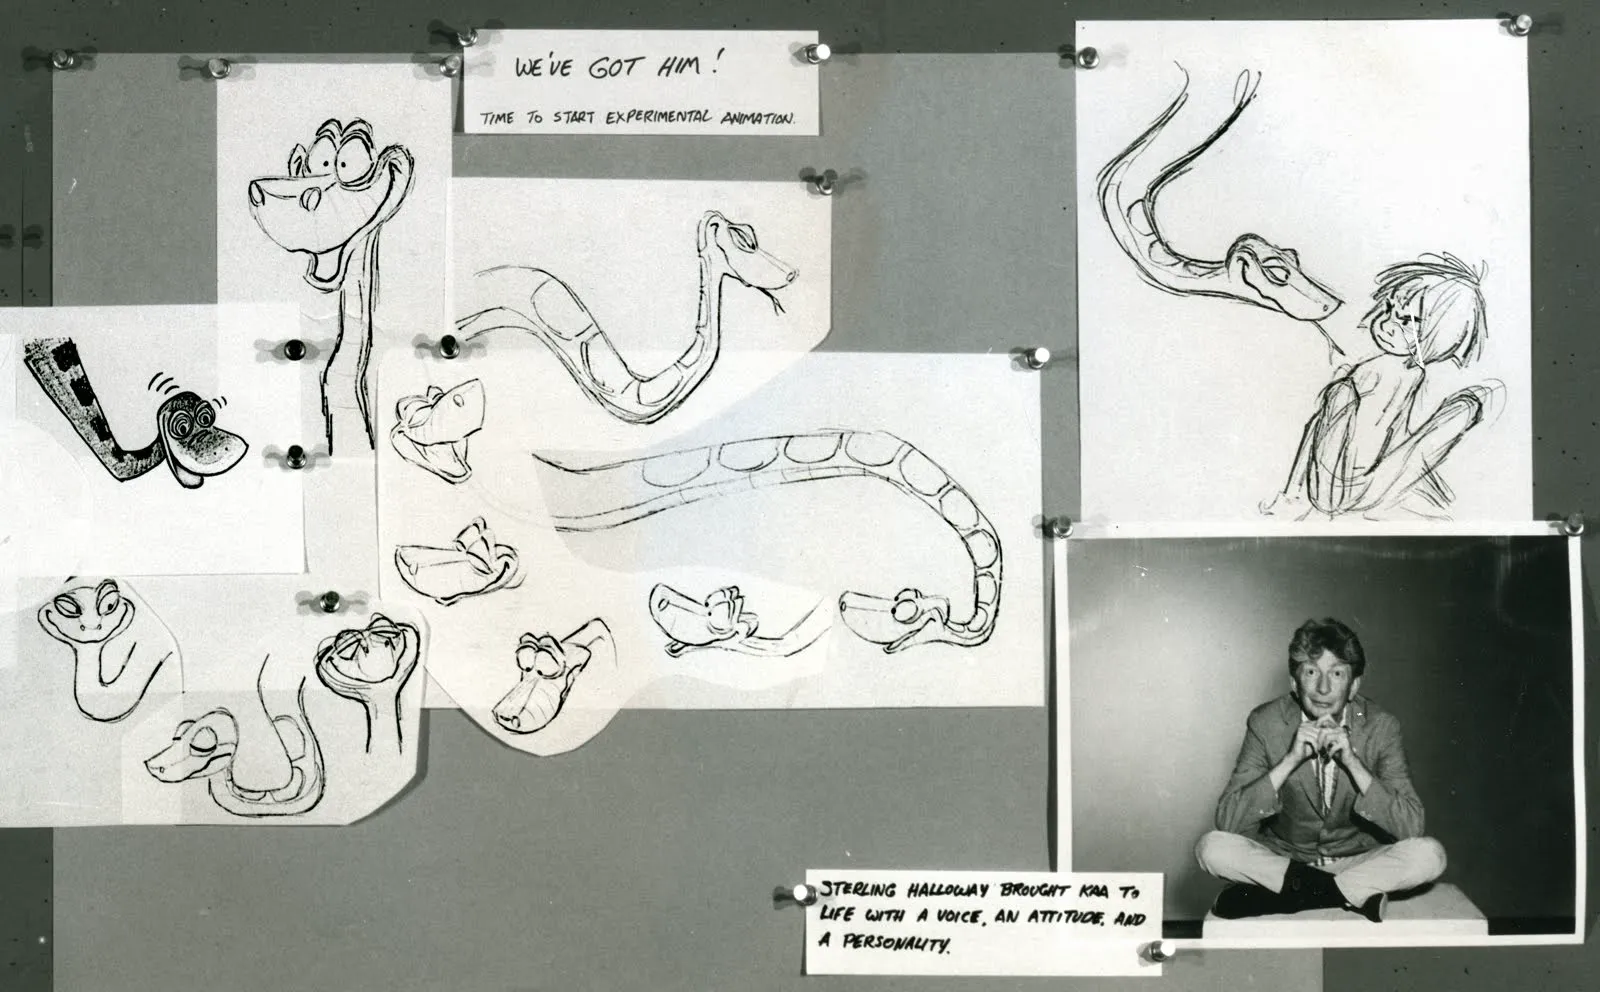 WE'VE GOT HIM!
TIME TO START EXPERIMENTAL ANIMATION.
STERLING HALLOWAY BROUGHT KAA TO
LIFE WITH A VOICE, AN ATTITUDE, AND
A PERSONALITY.